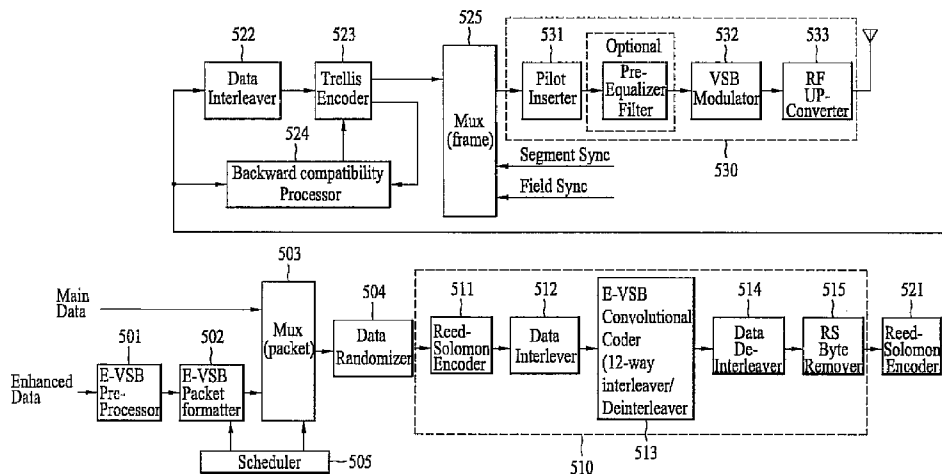 522
Data
Interleaver
523
Trellis
Encoder
524
Backward compatibility
Processor
525
Mux
(frame)
Segment Sync
Field Sync
531
Pilot
Inserter
Optional
Pre-
Equalizer
Filter
532
VSB
Modulator
533
RF
UP-
Converter
530
Main
Data
Enhanced
Data
501
E-VSB
Pre-
Processor
502
E-VSB
Packet
formatter
503
Mux
(packet)
Scheduler
505
504
Data
Randomizer
511
Reed-
Solomon
Encoder
512
Data
Interlever
E-VSB
Convolutional
Coder
(12-way
interleaver/
Deinterleaver
513
514
Data
De-
Interleaver
515
RS
Byte
Remover
510
521
Reed-
Solomon
Encoder